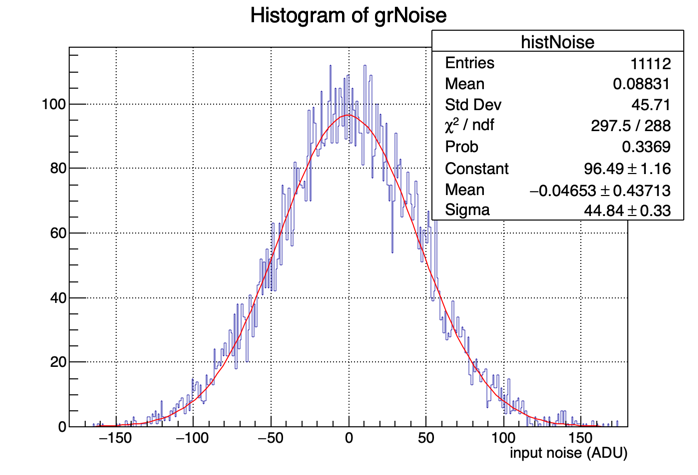 Histogram of grNoise
histNoise
Entries 11112
Mean 0.08831
Std Dev 45.71
χ² / ndf 297.5 / 288
Prob 0.3369
Constant 96.49 ± 1.16
Mean −0.04653 ± 0.43713
Sigma 44.84 ± 0.33
100
80
60
40
20
0
−150 −100 −50 0 50 100 150
input noise (ADU)